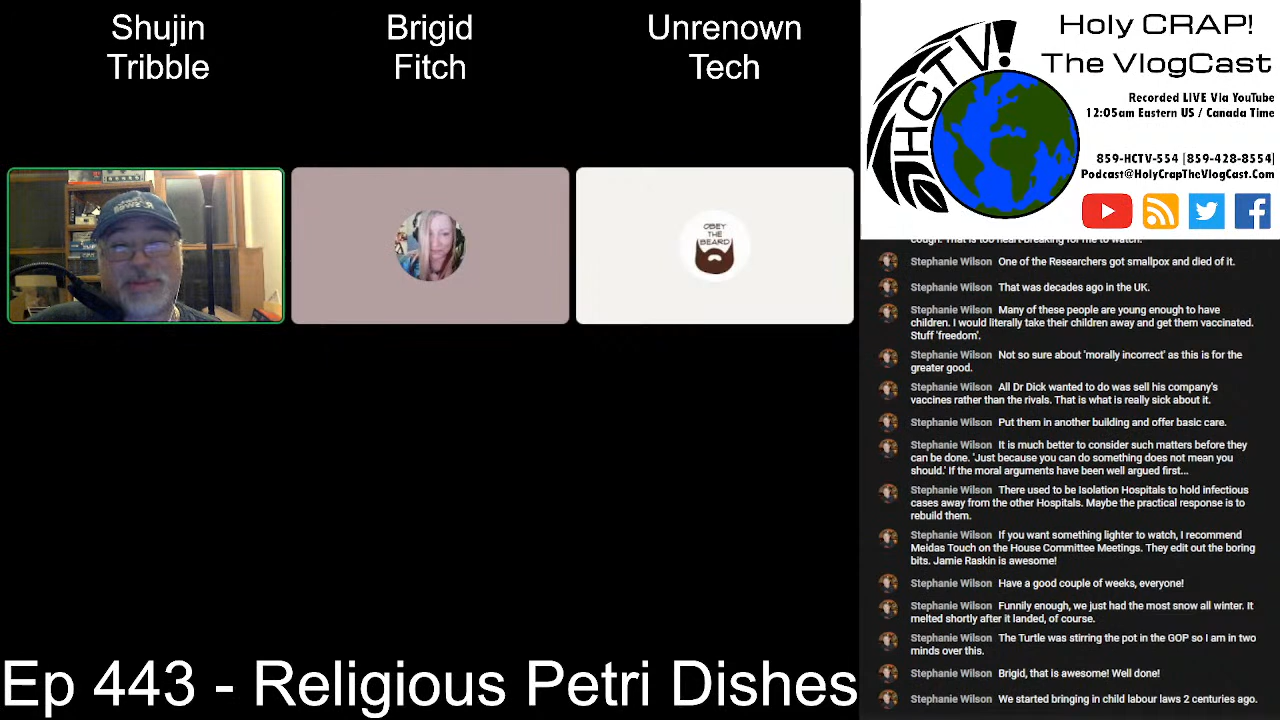 Shujin
Tribble
Brigid
Fitch
Unrenown
Tech
OBEY
THE
BEARD
HCTV!
Holy CRAP!
The VlogCast
Recorded LIVE Via YouTube
12:05am Eastern US / Canada Time
859-HCTV-554 [859-428-8554]
Podcast@HolyCrapTheVlogCast.Com
cough. That is too heart-breaking for me to watch.
Stephanie Wilson One of the Researchers got smallpox and died of it.
Stephanie Wilson That was decades ago in the UK.
Stephanie Wilson Many of these people are young enough to have
children. I would literally take their children away and get them vaccinated.
Stuff 'freedom'.
Stephanie Wilson Not so sure about 'morally incorrect' as this is for the
greater good.
Stephanie Wilson All Dr Dick wanted to do was sell his company's
vaccines rather than the rivals. That is what is really sick about it.
Stephanie Wilson Put them in another building and offer basic care.
Stephanie Wilson It is much better to consider such matters before they
can be done. 'Just because you can do something does not mean you
should.' If the moral arguments have been well argued first...
Stephanie Wilson There used to be Isolation Hospitals to hold infectious
cases away from the other Hospitals. Maybe the practical response is to
rebuild them.
Stephanie Wilson If you want something lighter to watch, I recommend
Meidas Touch on the House Committee Meetings. They edit out the boring
bits. Jamie Raskin is awesome!
Stephanie Wilson Have a good couple of weeks, everyone!
Stephanie Wilson Funnily enough, we just had the most snow all winter. It
melted shortly after it landed, of course.
Stephanie Wilson The Turtle was stirring the pot in the GOP so I am in two
minds over this.
Stephanie Wilson Brigid, that is awesome! Well done!
Stephanie Wilson We started bringing in child labour laws 2 centuries ago.
Ep 443 - Religious Petri Dishes